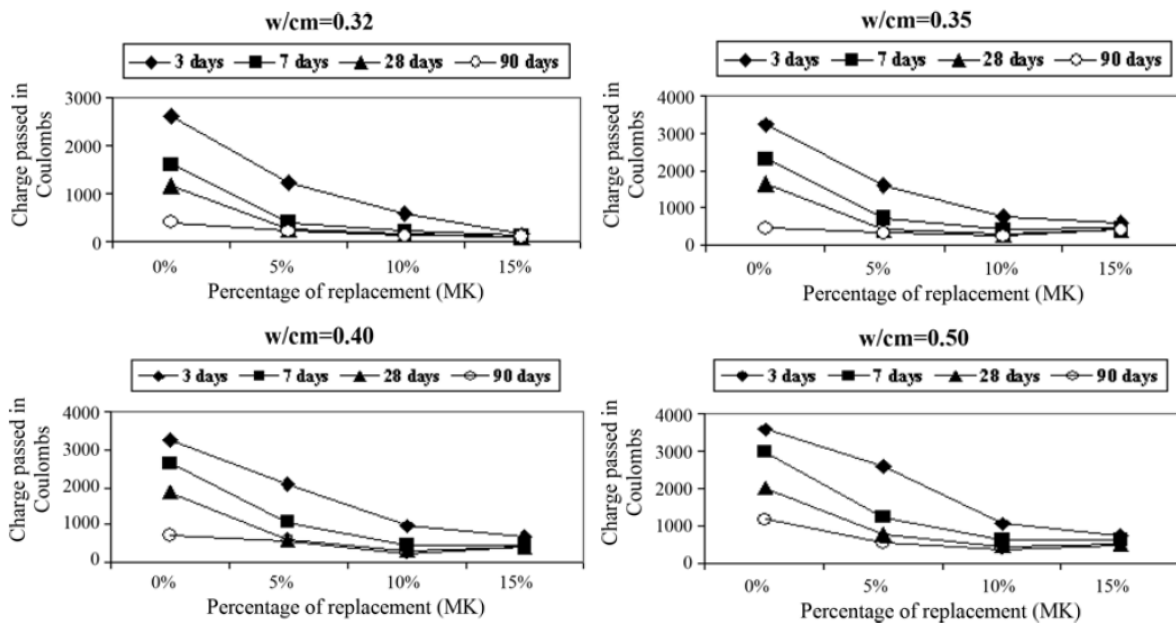 w/cm=0.32
3 days 7 days 28 days 90 days
Charge passed in
Coulombs
3000
2000
1000
0
0% 5% 10% 15%
Percentage of replacement (MK)
w/cm=0.35
3 days 7 days 28 days 90 days
Charge passed in
Coulombs
4000
3000
2000
1000
0
0% 5% 10% 15%
Percentage of replacement (MK)
w/cm=0.40
3 days 7 days 28 days 90 days
Charge passed in
Coulombs
4000
3000
2000
1000
0
0% 5% 10% 15%
Percentage of replacement (MK)
w/cm=0.50
3 days 7 days 28 days 90 days
Charge passed in
Coulombs
4000
3000
2000
1000
0
0% 5% 10% 15%
Percentage of replacement (MK)